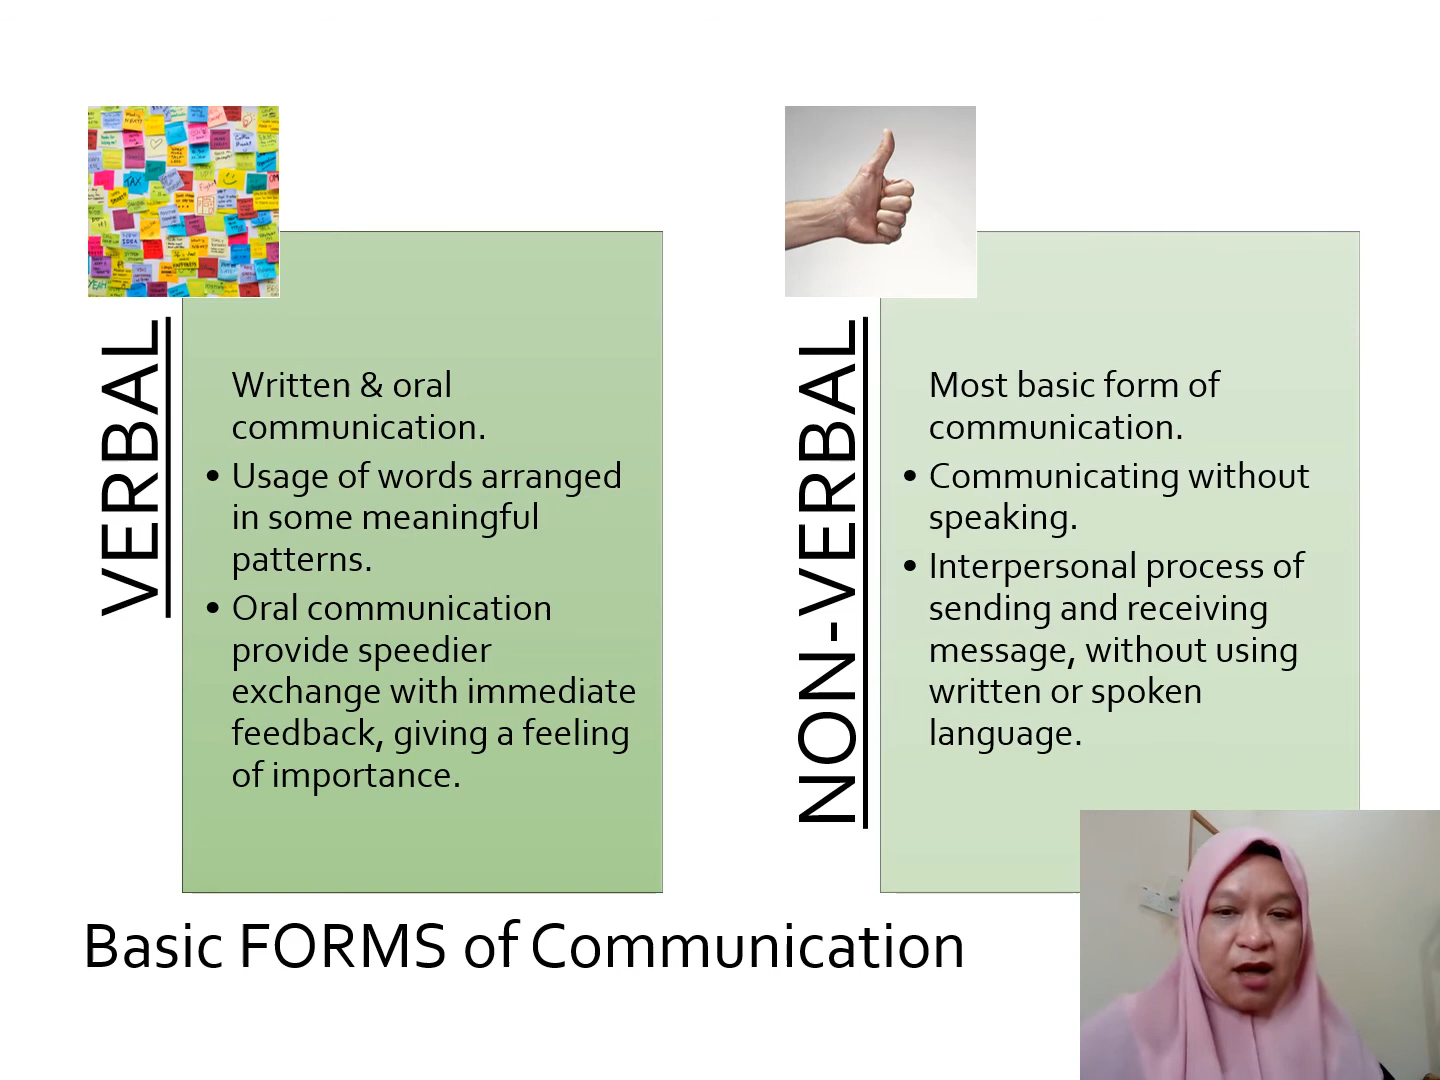 VERBAL
Written & oral
communication.
• Usage of words arranged
in some meaningful
patterns.
• Oral communication
provide speedier
exchange with immediate
feedback, giving a feeling
of importance.
NON-VERBAL
Most basic form of
communication.
• Communicating without
speaking.
• Interpersonal process of
sending and receiving
message, without using
written or spoken
language.
Basic FORMS of Communication